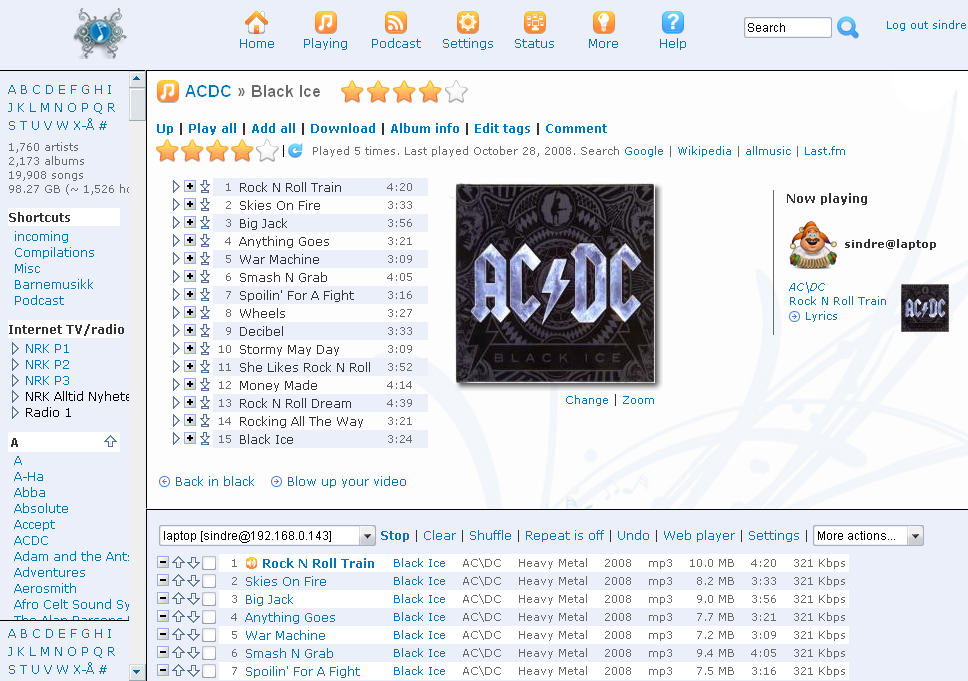 Home Playing Podcast Settings Status More Help Search Log out sindre
A B C D E F G H I
J K L M N O P Q R
S T U V W X-Å #
1,760 artists
2,173 albums
19,908 songs
98.27 GB (~ 1,526 ho
Shortcuts
incoming
Compilations
Misc
Barnemusikk
Podcast
Internet TV/radio
NRK P1
NRK P2
NRK P3
NRK Alltid Nyhete
Radio 1
A
A
A-Ha
Abba
Absolute
Accept
ACDC
Adam and the Ants
Adventures
Aerosmith
Afro Celt Sound Sy
The Alan Parsons
A B C D E F G H I
J K L M N O P Q R
S T U V W X-Å #
ACDC » Black Ice
Up | Play all | Add all | Download | Album info | Edit tags | Comment
| Played 5 times. Last played October 28, 2008. Search Google | Wikipedia | allmusic | Last.fm
1 Rock N Roll Train 4:20
2 Skies On Fire 3:33
3 Big Jack 3:56
4 Anything Goes 3:21
5 War Machine 3:09
6 Smash N Grab 4:05
7 Spoilin' For A Fight 3:16
8 Wheels 3:27
9 Decibel 3:33
10 Stormy May Day 3:09
11 She Likes Rock N Roll 3:52
12 Money Made 4:14
13 Rock N Roll Dream 4:39
14 Rocking All The Way 3:21
15 Black Ice 3:24
AC DC
BLACK ICE
Change | Zoom
Now playing
sindre@laptop
AC\DC
Rock N Roll Train
Lyrics
AC DC
Back in black Blow up your video
laptop [sindre@192.168.0.143] Stop | Clear | Shuffle | Repeat is off | Undo | Web player | Settings | More actions...
1 Rock N Roll Train Black Ice AC\DC Heavy Metal 2008 mp3 10.0 MB 4:20 321 Kbps
2 Skies On Fire Black Ice AC\DC Heavy Metal 2008 mp3 8.2 MB 3:33 321 Kbps
3 Big Jack Black Ice AC\DC Heavy Metal 2008 mp3 9.0 MB 3:56 321 Kbps
4 Anything Goes Black Ice AC\DC Heavy Metal 2008 mp3 7.7 MB 3:21 321 Kbps
5 War Machine Black Ice AC\DC Heavy Metal 2008 mp3 7.2 MB 3:09 321 Kbps
6 Smash N Grab Black Ice AC\DC Heavy Metal 2008 mp3 9.4 MB 4:05 321 Kbps
7 Spoilin' For A Fight Black Ice AC\DC Heavy Metal 2008 mp3 7.5 MB 3:16 321 Kbps